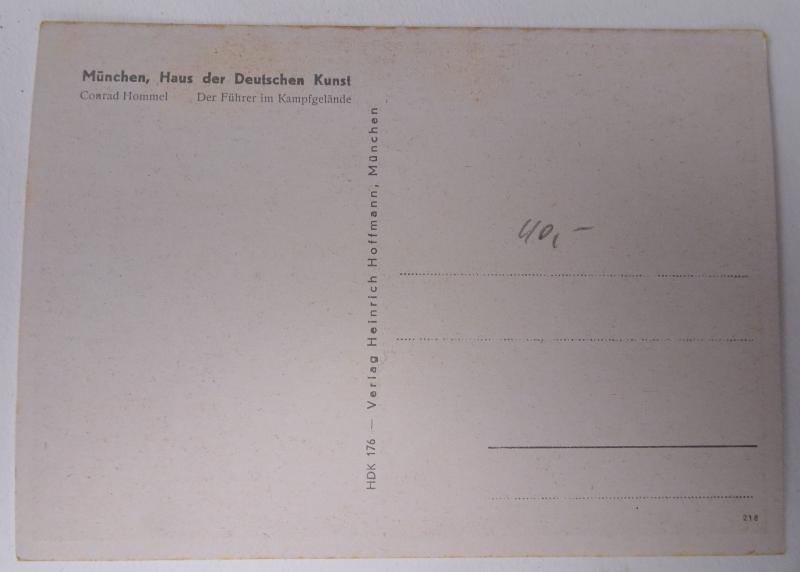 München, Haus der Deutschen Kunst
Conrad Hommel Der Führer im Kampfgelände
HDK 176 — Verlag Heinrich Hoffmann, München
40,-
218